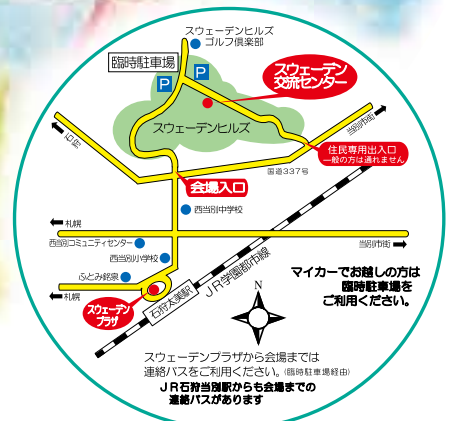 スウェーデンヒルズ
ゴルフ倶楽部
臨時駐車場
P
P
スウェーデン
交流センター
スウェーデンヒルズ
石狩
当別市街
住民専用出入口
一般の方は通れません
国道337号
会場入口
西当別中学校
札幌
西当別コミュニティセンター
当別市街
西当別小学校
ふとみ銘泉
札幌
スウェーデン
プラザ
石狩太美駅
JR学園都市線
マイカーでお越しの方は
臨時駐車場を
ご利用ください。
N
スウェーデンプラザから会場までは
連絡バスをご利用ください。(臨時駐車場経由)
JR石狩当別駅からも会場までの
連絡バスがあります